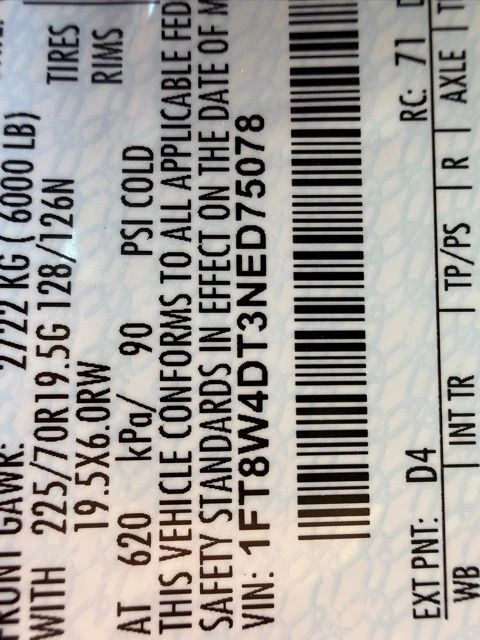 FRONT GAWR: 2722 KG ( 6000 LB)
WITH 225/70R19.5G 128/126N TIRES
19.5X6.0RW RIMS
AT 620 kPa/ 90 PSI COLD
THIS VEHICLE CONFORMS TO ALL APPLICABLE FED
SAFETY STANDARDS IN EFFECT ON THE DATE OF M
VIN: 1FT8W4DT3NED75078
EXT PNT: D4 RC: 71
WB INT TR TP/PS R AXLE